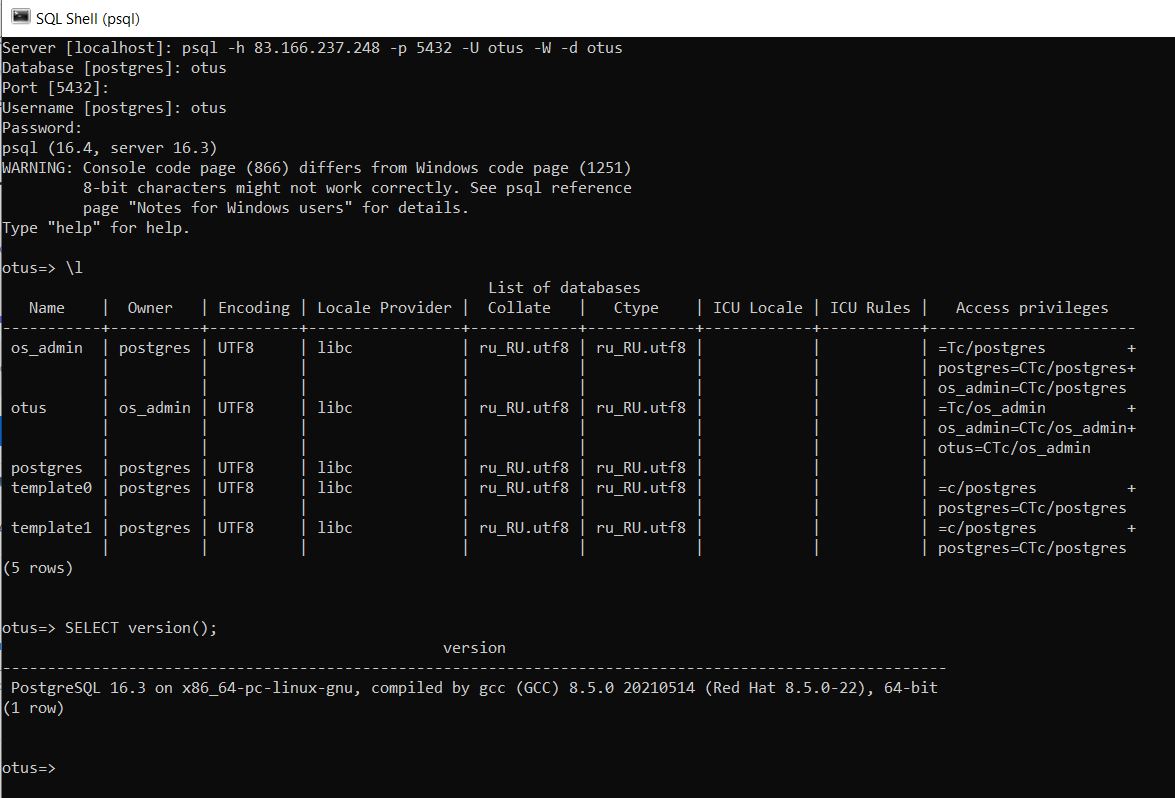 SQL Shell (psql)
Server [localhost]: psql -h 83.166.237.248 -p 5432 -U otus -W -d otus
Database [postgres]: otus
Port [5432]:
Username [postgres]: otus
Password:
psql (16.4, server 16.3)
WARNING: Console code page (866) differs from Windows code page (1251)
         8-bit characters might not work correctly. See psql reference
         page "Notes for Windows users" for details.
Type "help" for help.

otus=> \l
                                                      List of databases
   Name    |  Owner   | Encoding | Locale Provider |  Collate   |   Ctype    | ICU Locale | ICU Rules |   Access privileges
-----------+----------+----------+-----------------+------------+------------+------------+-----------+-----------------------
 os_admin  | postgres | UTF8     | libc            | ru_RU.utf8 | ru_RU.utf8 |            |           | =Tc/postgres         +
           |          |          |                 |            |            |            |           | postgres=CTc/postgres+
           |          |          |                 |            |            |            |           | os_admin=CTc/postgres
 otus      | os_admin | UTF8     | libc            | ru_RU.utf8 | ru_RU.utf8 |            |           | =Tc/os_admin         +
           |          |          |                 |            |            |            |           | os_admin=CTc/os_admin+
           |          |          |                 |            |            |            |           | otus=CTc/os_admin
 postgres  | postgres | UTF8     | libc            | ru_RU.utf8 | ru_RU.utf8 |            |           |
 template0 | postgres | UTF8     | libc            | ru_RU.utf8 | ru_RU.utf8 |            |           | =c/postgres          +
           |          |          |                 |            |            |            |           | postgres=CTc/postgres
 template1 | postgres | UTF8     | libc            | ru_RU.utf8 | ru_RU.utf8 |            |           | =c/postgres          +
           |          |          |                 |            |            |            |           | postgres=CTc/postgres
(5 rows)

otus=> SELECT version();
                                                 version
---------------------------------------------------------------------------------------------------------
 PostgreSQL 16.3 on x86_64-pc-linux-gnu, compiled by gcc (GCC) 8.5.0 20210514 (Red Hat 8.5.0-22), 64-bit
(1 row)

otus=>